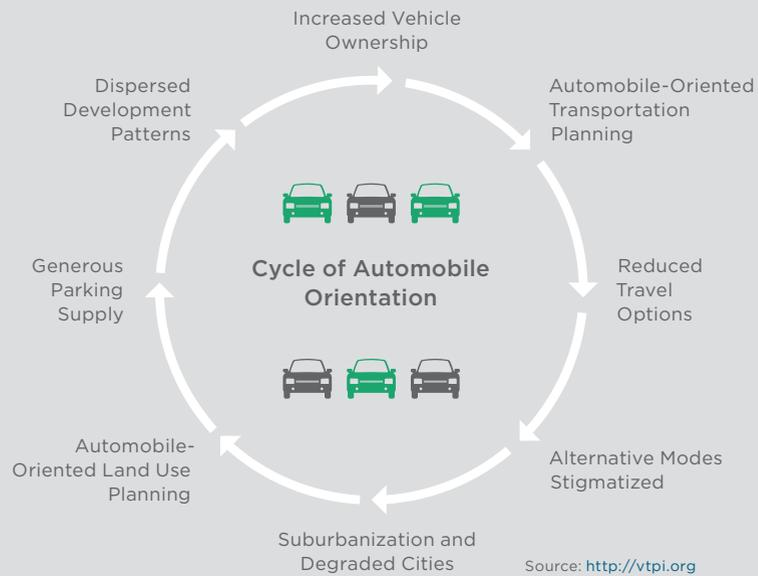 Increased Vehicle
Ownership
Automobile-Oriented
Transportation
Planning
Reduced
Travel
Options
Alternative Modes
Stigmatized
Suburbanization and
Degraded Cities
Automobile-
Oriented Land Use
Planning
Generous
Parking
Supply
Dispersed
Development
Patterns
Cycle of Automobile
Orientation
Source: http://vtpi.org